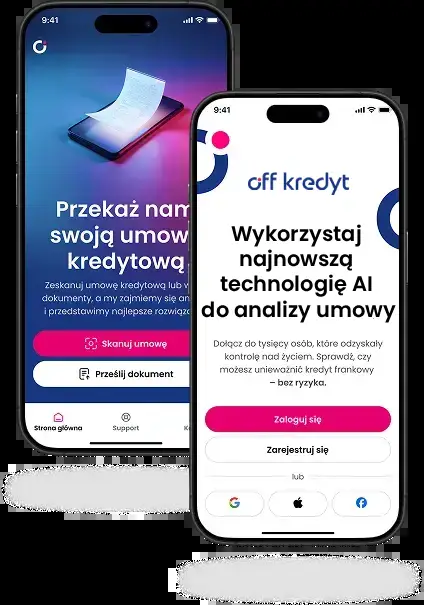 9:41
Przekaż nam
swoją umow
kredytową
Zeskanuj umowę kredytową lub w
dokumenty, a my zajmiemy się an
i przedstawimy najlepsze rozwiąz
Skanuj umowę
Prześlij dokument
Strona główna
Support
K
9:41
off kredyt
Wykorzystaj
najnowszą
technologię AI
do analizy umowy
Dołącz do tysięcy osób, które odzyskały
kontrolę nad życiem. Sprawdź, czy
możesz unieważnić kredyt frankowy
– bez ryzyka.
Zaloguj się
Zarejestruj się
lub